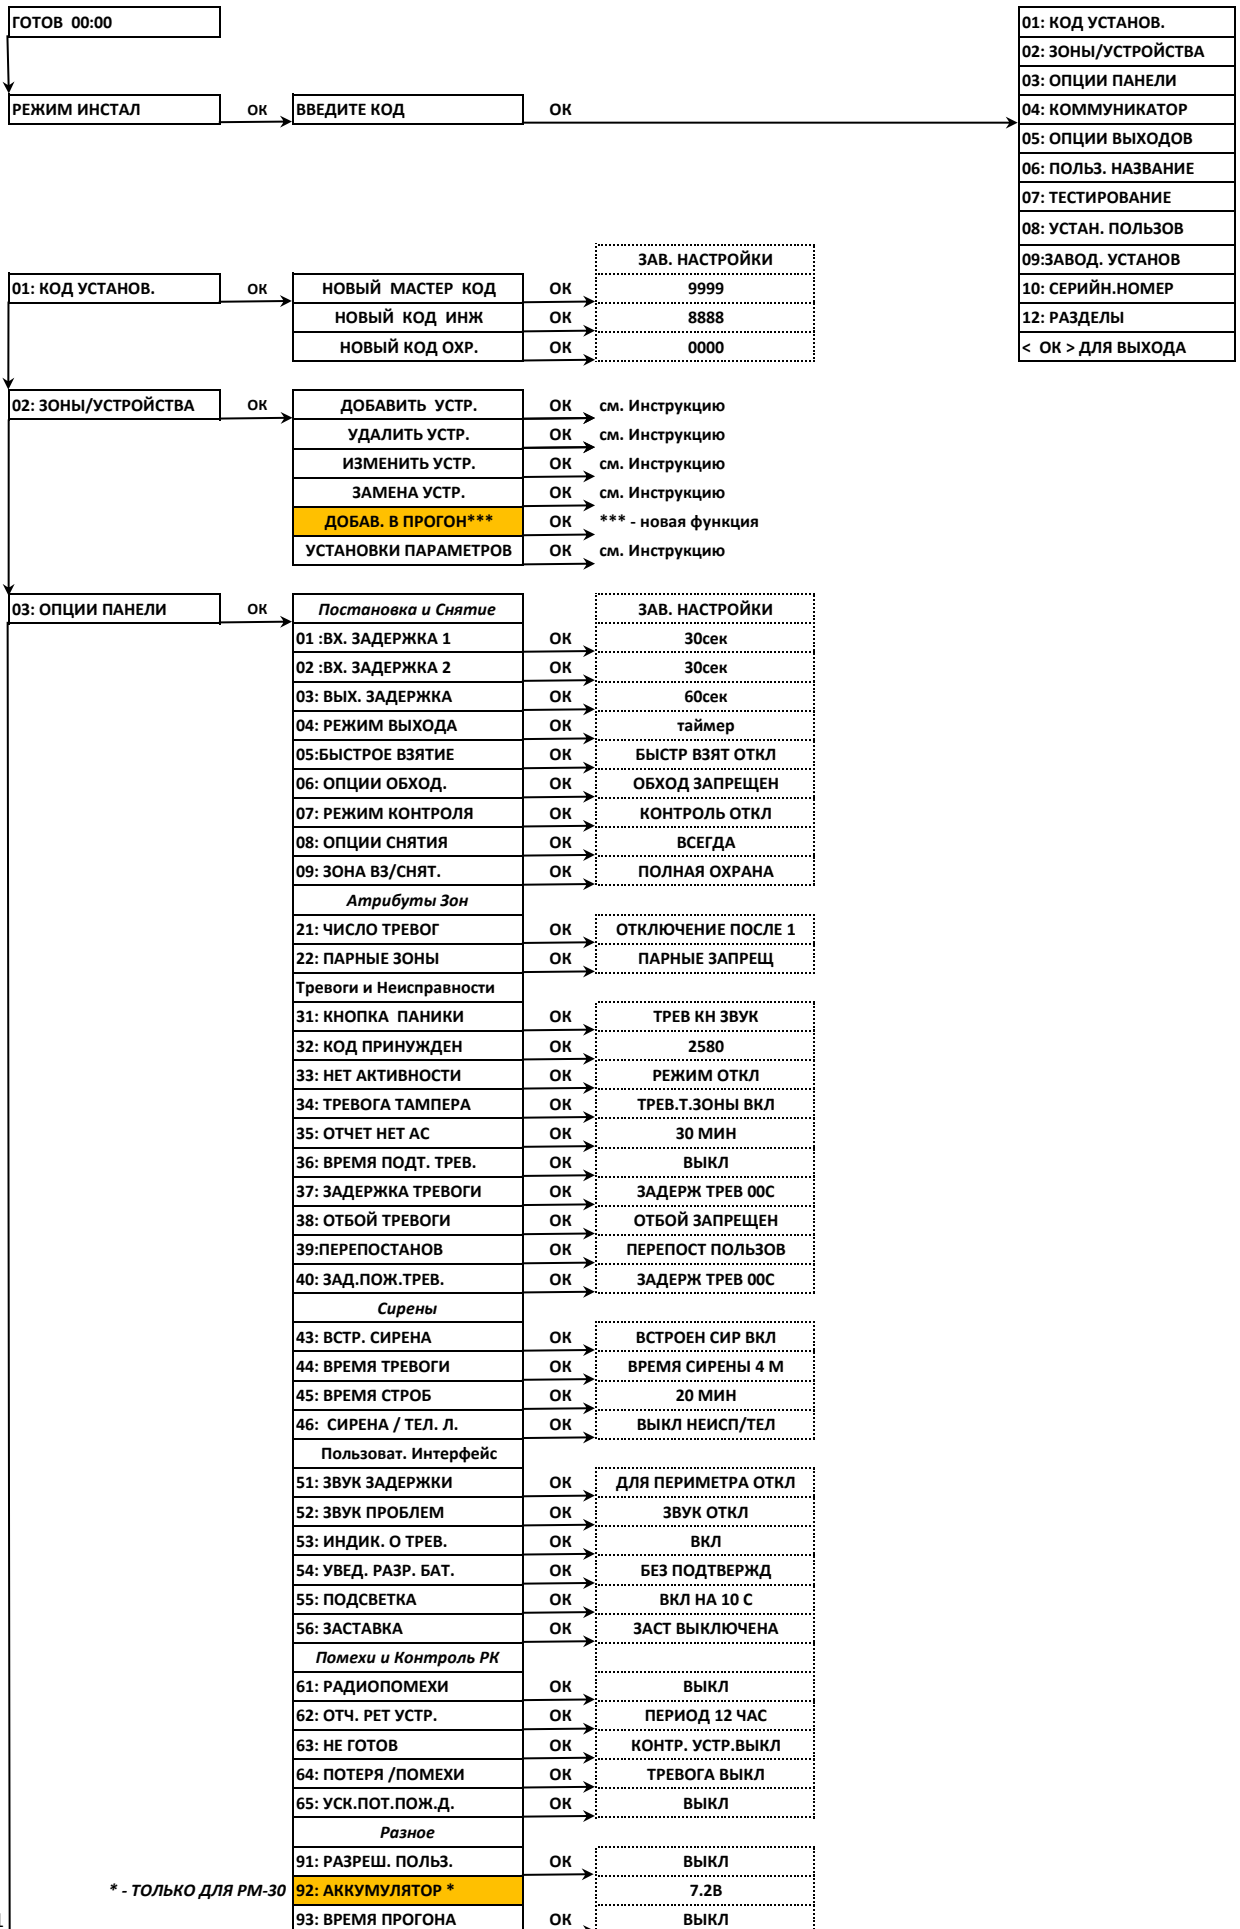 ГОТОВ 00:00
РЕЖИМ ИНСТАЛ ОК ВВЕДИТЕ КОД ОК
01: КОД УСТАНОВ.
02: ЗОНЫ/УСТРОЙСТВА
03: ОПЦИИ ПАНЕЛИ
04: КОММУНИКАТОР
05: ОПЦИИ ВЫХОДОВ
06: ПОЛЬЗ. НАЗВАНИЕ
07: ТЕСТИРОВАНИЕ
08: УСТАН. ПОЛЬЗОВ
09:ЗАВОД. УСТАНОВ
10: СЕРИЙН.НОМЕР
12: РАЗДЕЛЫ
< ОК > ДЛЯ ВЫХОДА
ЗАВ. НАСТРОЙКИ
01: КОД УСТАНОВ. ОК НОВЫЙ МАСТЕР КОД ОК 9999
НОВЫЙ КОД ИНЖ ОК 8888
НОВЫЙ КОД ОХР. ОК 0000
02: ЗОНЫ/УСТРОЙСТВА ОК ДОБАВИТЬ УСТР. ОК см. Инструкцию
УДАЛИТЬ УСТР. ОК см. Инструкцию
ИЗМЕНИТЬ УСТР. ОК см. Инструкцию
ЗАМЕНА УСТР. ОК см. Инструкцию
ДОБАВ. В ПРОГОН*** ОК *** - новая функция
УСТАНОВКИ ПАРАМЕТРОВ ОК см. Инструкцию
03: ОПЦИИ ПАНЕЛИ ОК Постановка и Снятие ЗАВ. НАСТРОЙКИ
01 :ВХ. ЗАДЕРЖКА 1 ОК 30сек
02 :ВХ. ЗАДЕРЖКА 2 ОК 30сек
03: ВЫХ. ЗАДЕРЖКА ОК 60сек
04: РЕЖИМ ВЫХОДА ОК таймер
05:БЫСТРОЕ ВЗЯТИЕ ОК БЫСТР ВЗЯТ ОТКЛ
06: ОПЦИИ ОБХОД. ОК ОБХОД ЗАПРЕЩЕН
07: РЕЖИМ КОНТРОЛЯ ОК КОНТРОЛЬ ОТКЛ
08: ОПЦИИ СНЯТИЯ ОК ВСЕГДА
09: ЗОНА ВЗ/СНЯТ. ОК ПОЛНАЯ ОХРАНА
Атрибуты Зон
21: ЧИСЛО ТРЕВОГ ОК ОТКЛЮЧЕНИЕ ПОСЛЕ 1
22: ПАРНЫЕ ЗОНЫ ОК ПАРНЫЕ ЗАПРЕЩ
Тревоги и Неисправности
31: КНОПКА ПАНИКИ ОК ТРЕВ КН ЗВУК
32: КОД ПРИНУЖДЕН ОК 2580
33: НЕТ АКТИВНОСТИ ОК РЕЖИМ ОТКЛ
34: ТРЕВОГА ТАМПЕРА ОК ТРЕВ.Т.ЗОНЫ ВКЛ
35: ОТЧЕТ НЕТ АС ОК 30 МИН
36: ВРЕМЯ ПОДТ. ТРЕВ. ОК ВЫКЛ
37: ЗАДЕРЖКА ТРЕВОГИ ОК ЗАДЕРЖ ТРЕВ 00С
38: ОТБОЙ ТРЕВОГИ ОК ОТБОЙ ЗАПРЕЩЕН
39:ПЕРЕПОСТАНОВ ОК ПЕРЕПОСТ ПОЛЬЗОВ
40: ЗАД.ПОЖ.ТРЕВ. ОК ЗАДЕРЖ ТРЕВ 00С
Сирены
43: ВСТР. СИРЕНА ОК ВСТРОЕН СИР ВКЛ
44: ВРЕМЯ ТРЕВОГИ ОК ВРЕМЯ СИРЕНЫ 4 М
45: ВРЕМЯ СТРОБ ОК 20 МИН
46: СИРЕНА / ТЕЛ. Л. ОК ВЫКЛ НЕИСП/ТЕЛ
Пользоват. Интерфейс
51: ЗВУК ЗАДЕРЖКИ ОК ДЛЯ ПЕРИМЕТРА ОТКЛ
52: ЗВУК ПРОБЛЕМ ОК ЗВУК ОТКЛ
53: ИНДИК. О ТРЕВ. ОК ВКЛ
54: УВЕД. РАЗР. БАТ. ОК БЕЗ ПОДТВЕРЖД
55: ПОДСВЕТКА ОК ВКЛ НА 10 С
56: ЗАСТАВКА ОК ЗАСТ ВЫКЛЮЧЕНА
Помехи и Контроль РК
61: РАДИОПОМЕХИ ОК ВЫКЛ
62: ОТЧ. РЕТ УСТР. ОК ПЕРИОД 12 ЧАС
63: НЕ ГОТОВ ОК КОНТР. УСТР.ВЫКЛ
64: ПОТЕРЯ /ПОМЕХИ ОК ТРЕВОГА ВЫКЛ
65: УСК.ПОТ.ПОЖ.Д. ОК ВЫКЛ
Разное
91: РАЗРЕШ. ПОЛЬЗ. ОК ВЫКЛ
* - ТОЛЬКО ДЛЯ PM-30 92: АККУМУЛЯТОР * 7.2В
93: ВРЕМЯ ПРОГОНА ОК ВЫКЛ